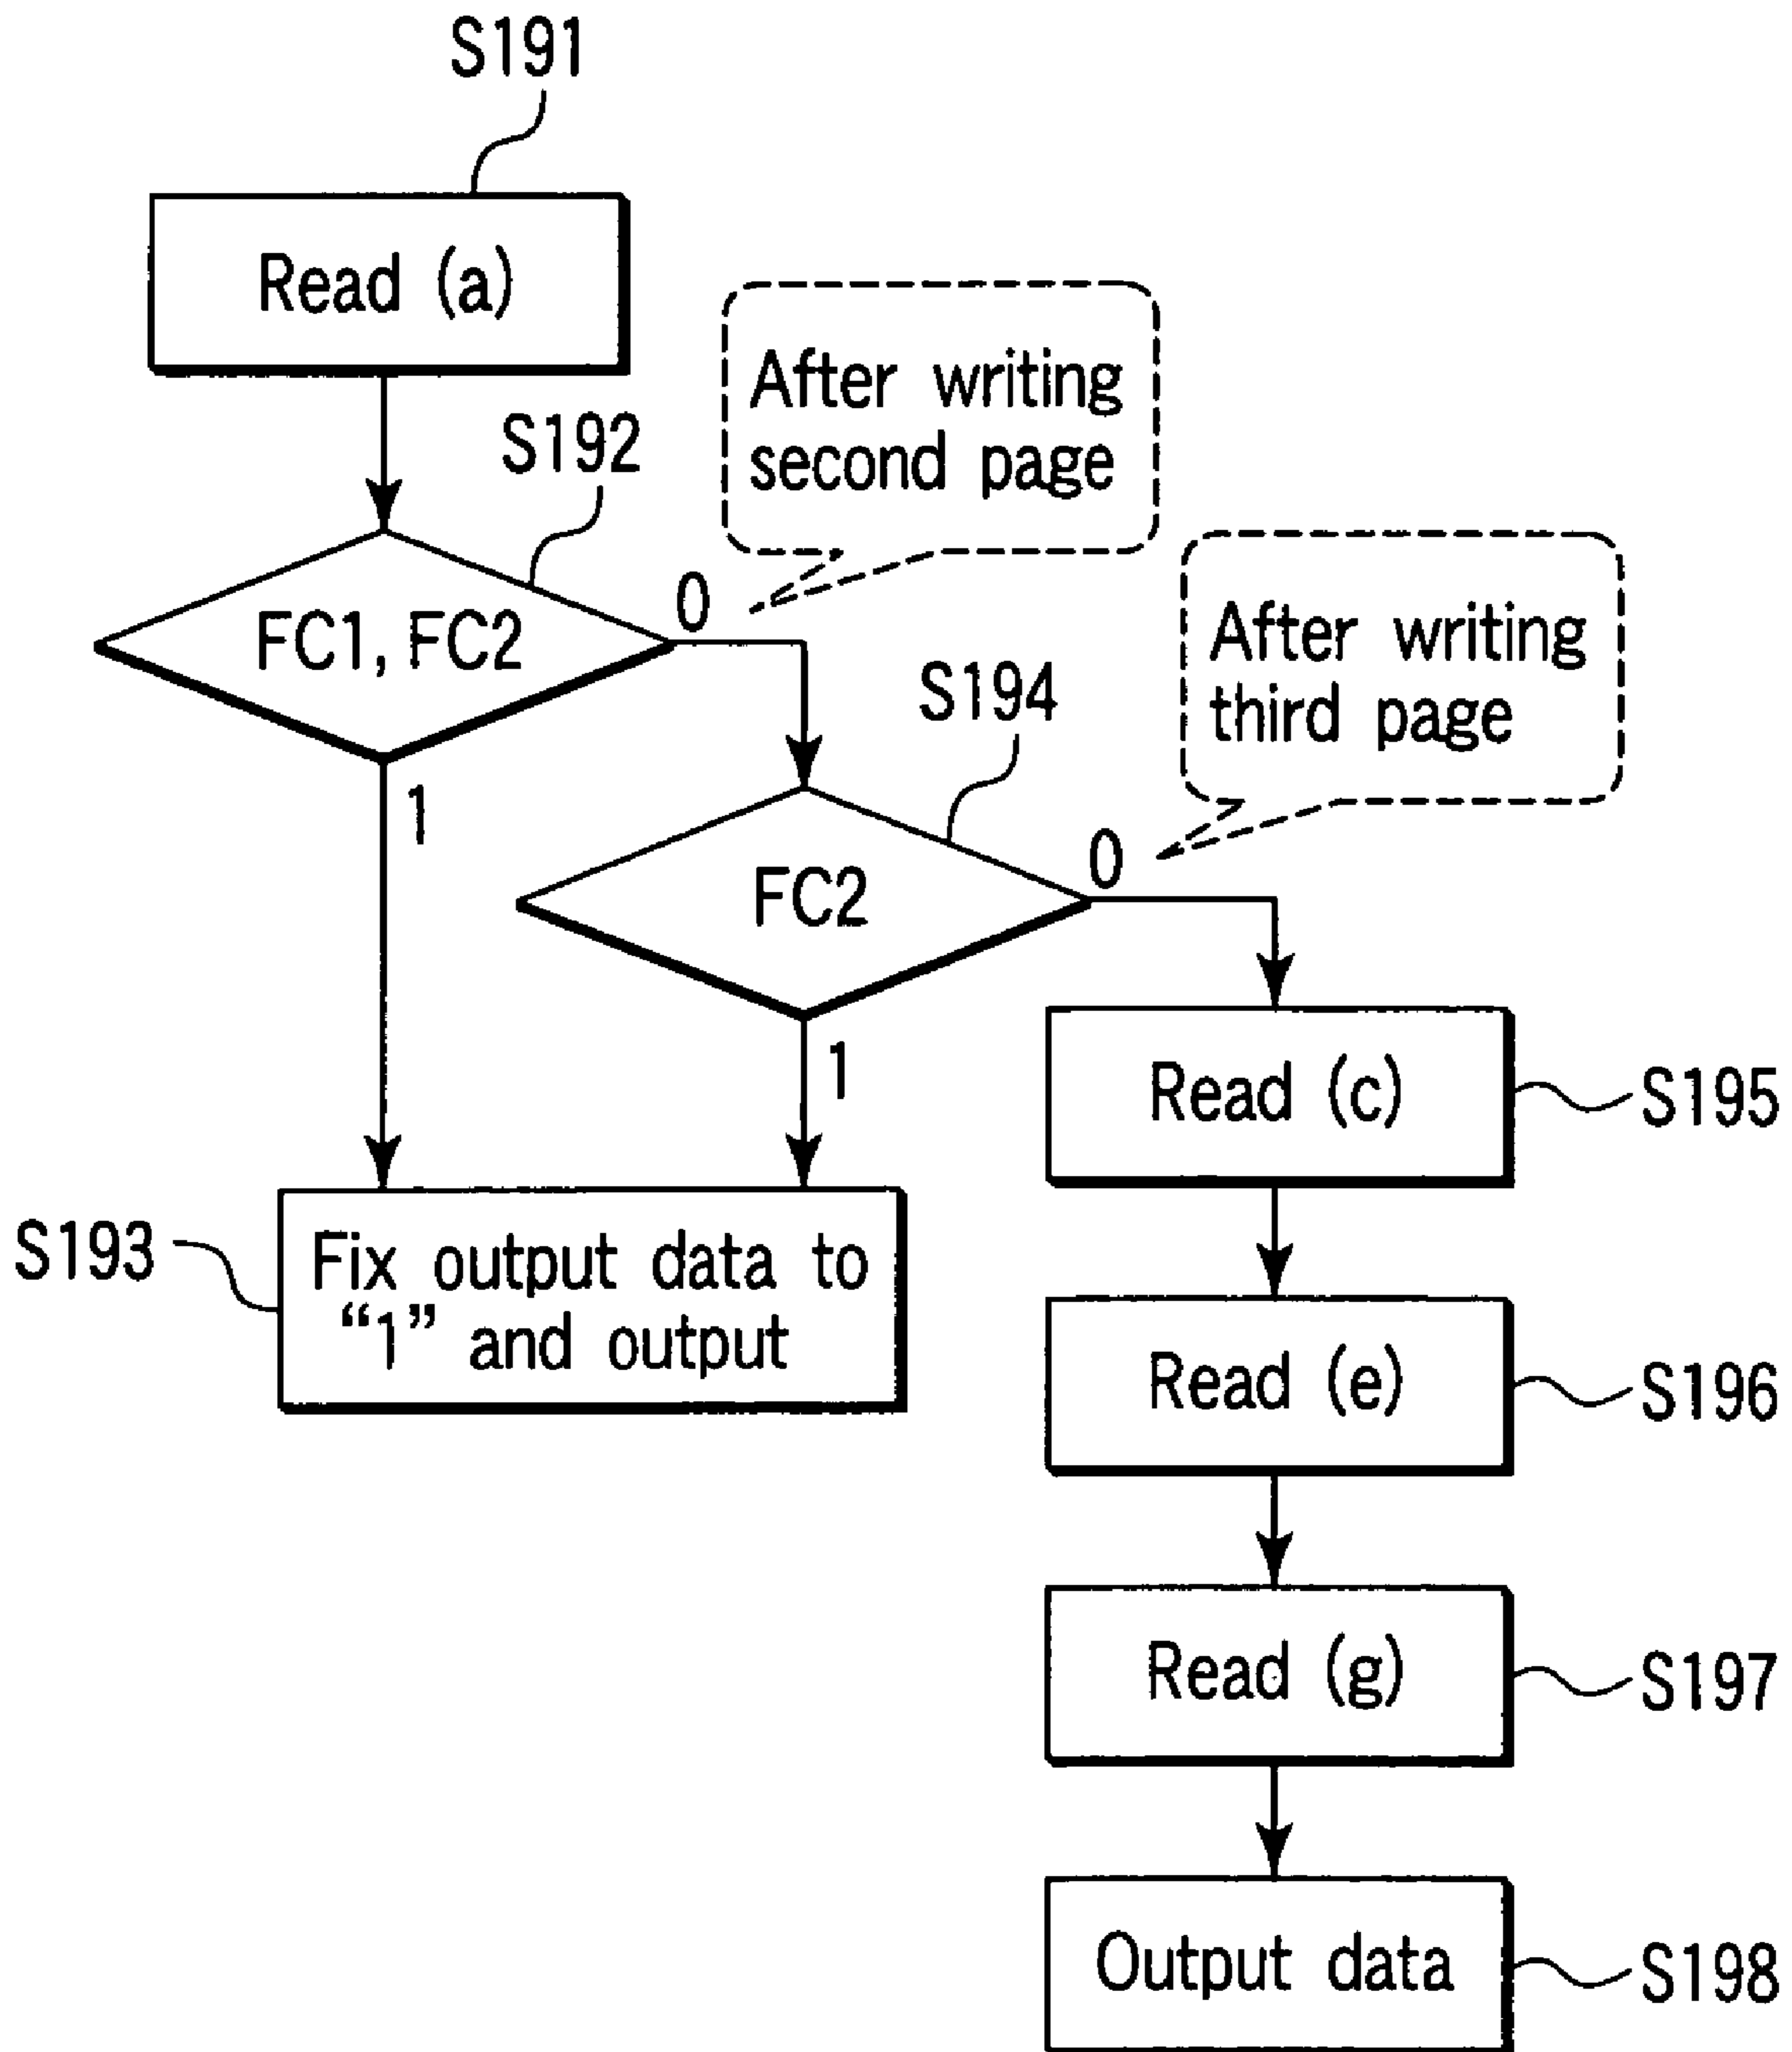 S191
Read (a)
S192
After writing
second page
FC1, FC2
0
1
After writing
third page
S194
FC2
0
1
Read (c)
S195
S193
Fix output data to
“1” and output
Read (e)
S196
Read (g)
S197
Output data
S198